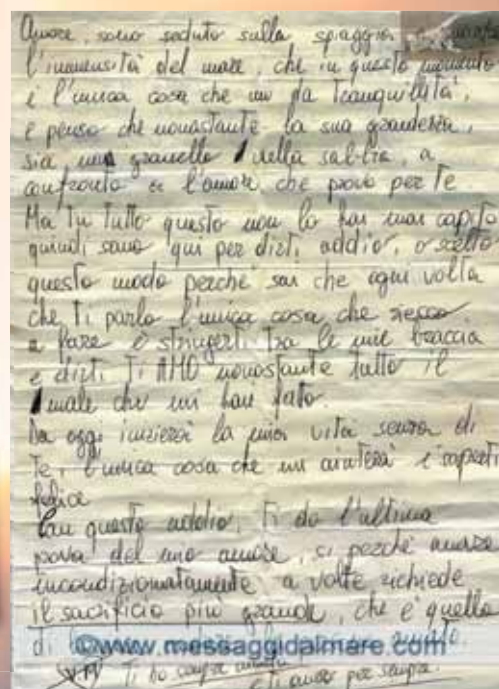 Amore, sono seduto sulla spiaggia
l'immensità del mare, che in questo momento
è l'unica cosa che mi da tranquillità,
e penso che nonostante la sua grandezza,
sia, un granello nella sabbia, a
confronto a l'amore che provo per te
Ma tu tutto questo non lo hai mai capito
quindi sono qui per dirti addio, o scelto
questo modo perché sai che ogni volta
che ti parlo l'unica cosa che riesco
a fare è stringerti tra le mie braccia
e dirti Ti AMO nonostante tutto il
male che mi hai fato.
Da oggi inizierà la mia vita senza di
te, l'unica cosa che mi aiuterà è saperti
felice
Con questo addio, Ti do l'ultima
prova del mio amore, si perché amare
incondizionatamente a volte richiede
il sacrificio più grande, che è quello
di
©www.messaggidalmare.com
Ti ho sempre
e ti amerò per sempre.